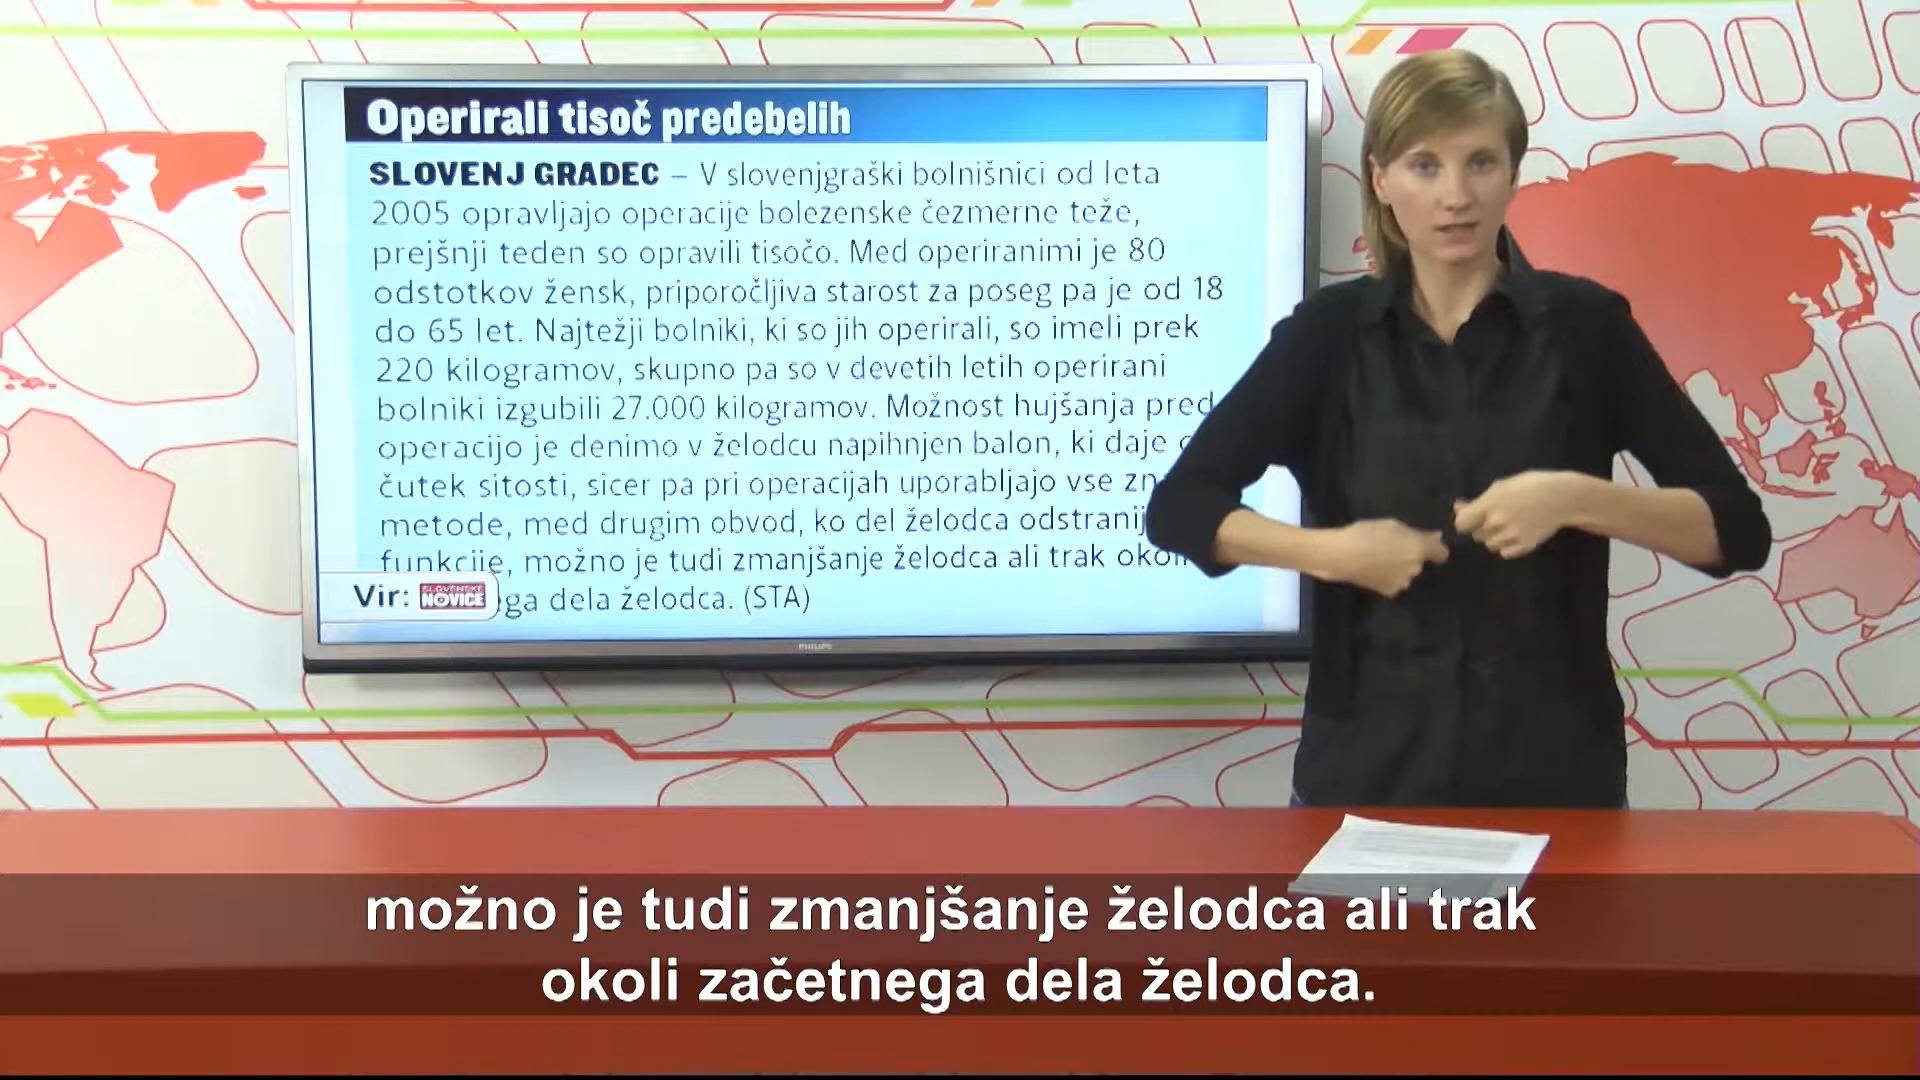 Operirali tisoč predebelih
SLOVENJ GRADEC – V slovenjgraški bolnišnici od leta
2005 opravljajo operacije bolezenske čezmerne teže,
prejšnji teden so opravili tisočo. Med operiranimi je 80
odstotkov žensk, priporočljiva starost za poseg pa je od 18
do 65 let. Najtežji bolniki, ki so jih operirali, so imeli prek
220 kilogramov, skupno pa so v devetih letih operirani
bolniki izgubili 27.000 kilogramov. Možnost hujšanja pred
operacijo je denimo v želodcu napihnjen balon, ki daje
čutek sitosti, sicer pa pri operacijah uporabljajo vse
metode, med drugim obvod, ko del želodca
funkcije, možno je tudi zmanjšanje želodca ali trak
Vir: SLOVENSKE NOVICE
dela želodca. (STA)
PHILIPS
možno je tudi zmanjšanje želodca ali trak
okoli začetnega dela želodca.